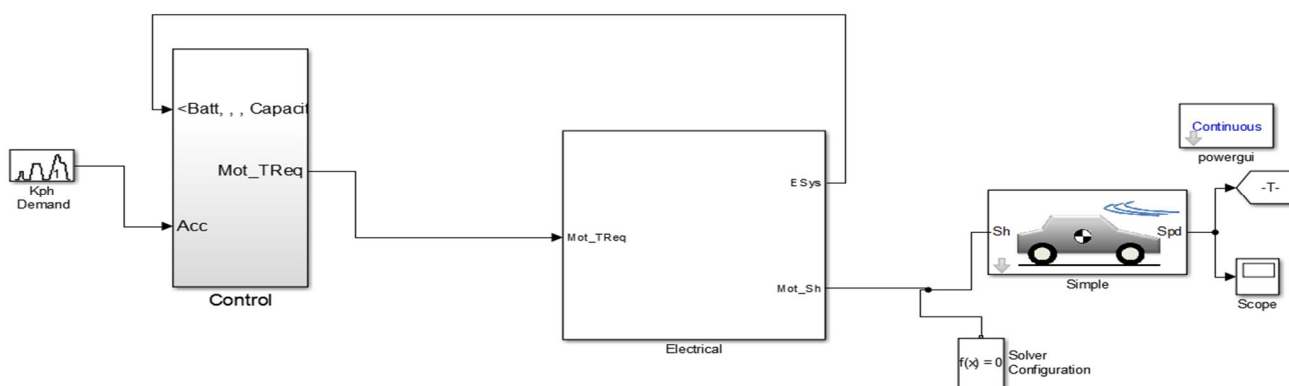 <Batt, , , Capacit
Mot_TReq
Acc
Control
1
Kph
Demand
ESys
Mot_TReq
Mot_Sh
Electrical
Continuous
powergui
-T-
Sh
Spd
Simple
Scope
f(x) = 0
Solver
Configuration